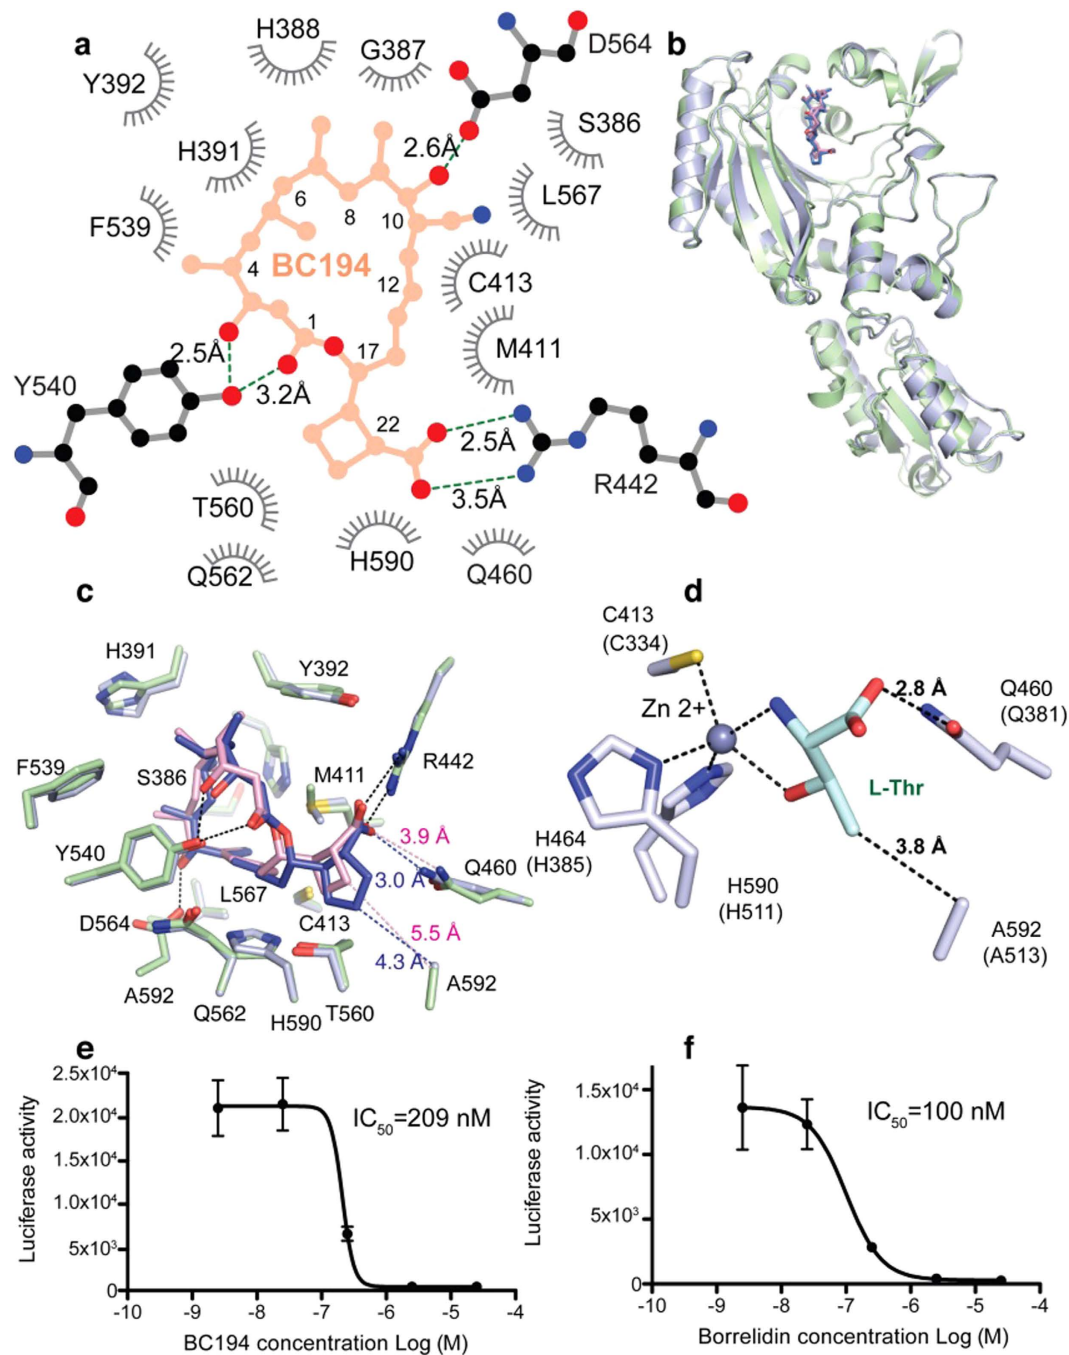 a
H388
G387
D564
b
Y392
S386
H391
2.6Å
L567
6
8
10
F539
4
BC194
C413
12
1
M411
17
2.5Å
Y540
3.2Å
22
2.5Å
R442
3.5Å
T560
Q562
H590
Q460
c
d
C413
(C334)
H391
Y392
Zn 2+
2.8 Å
Q460
(Q381)
F539
S386
M411
R442
L-Thr
Y540
3.9 Å
Q460
3.0 Å
H464
(H385)
3.8 Å
L567
H590
(H511)
D564
C413
5.5 Å
4.3 Å
A592
(A513)
A592
Q562
H590
T560
A592
e
2.5x10⁴
2.0x10⁴
1.5x10⁴
1.0x10⁴
5x10³
0
Luciferase activity
IC₅₀=209 nM
-10 -9 -8 -7 -6 -5 -4
BC194 concentration Log (M)
f
1.5x10⁴
1.0x10⁴
5x10³
0
Luciferase activity
IC₅₀=100 nM
-10 -9 -8 -7 -6 -5 -4
Borrelidin concentration Log (M)